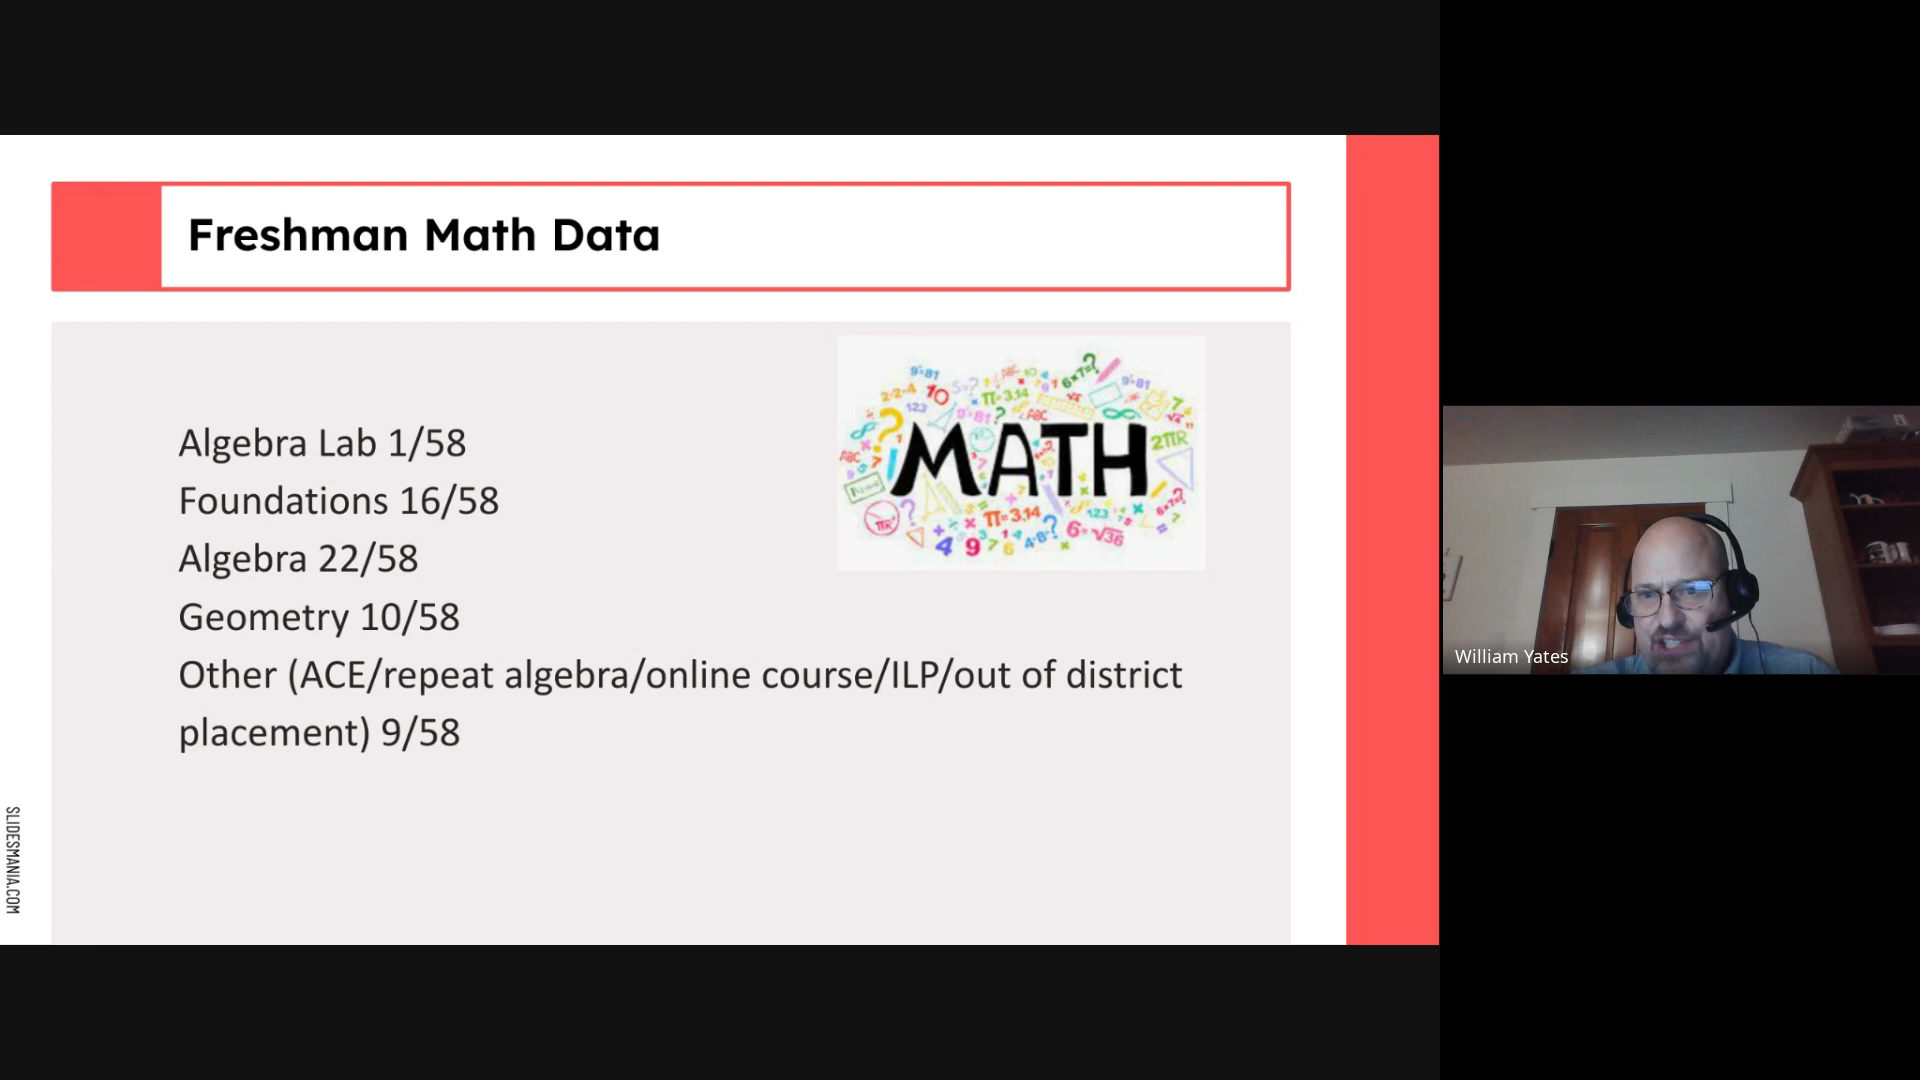 Freshman Math Data
Algebra Lab 1/58
Foundations 16/58
Algebra 22/58
Geometry 10/58
Other (ACE/repeat algebra/online course/ILP/out of district
placement) 9/58
MATH
SLIDESMANIA.COM
William Yates